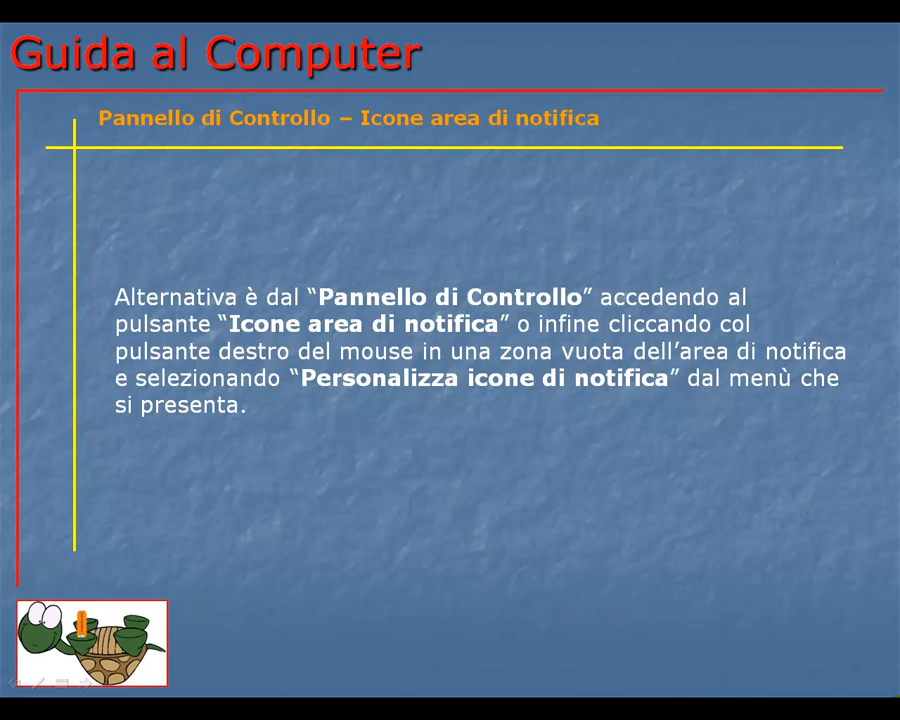 Guida al Computer
Pannello di Controllo – Icone area di notifica
Alternativa è dal “Pannello di Controllo” accedendo al
pulsante “Icone area di notifica” o infine cliccando col
pulsante destro del mouse in una zona vuota dell’area di notifica
e selezionando “Personalizza icone di notifica” dal menù che
si presenta.